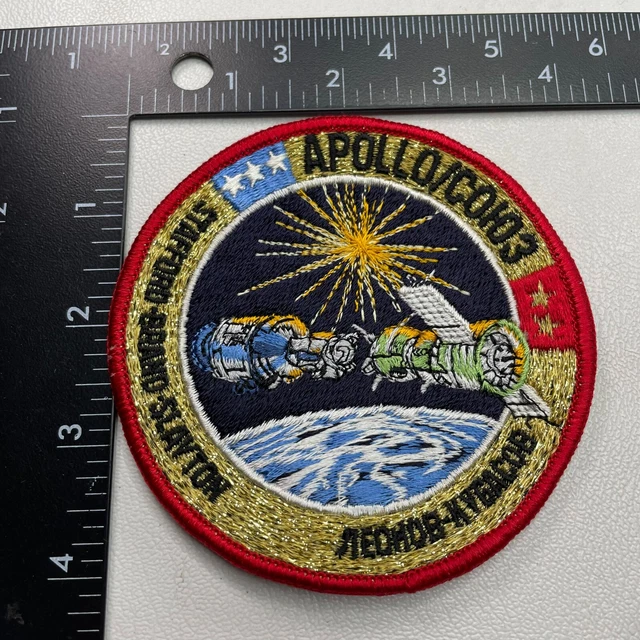 1 2 3 4 5 6
1 2 3 4
1 2 3 4
2
APOLLO/СОЮЗ
STAFFORD-BRAND-SLAYTON
ЛЕОНОВ-КУБАСОВ